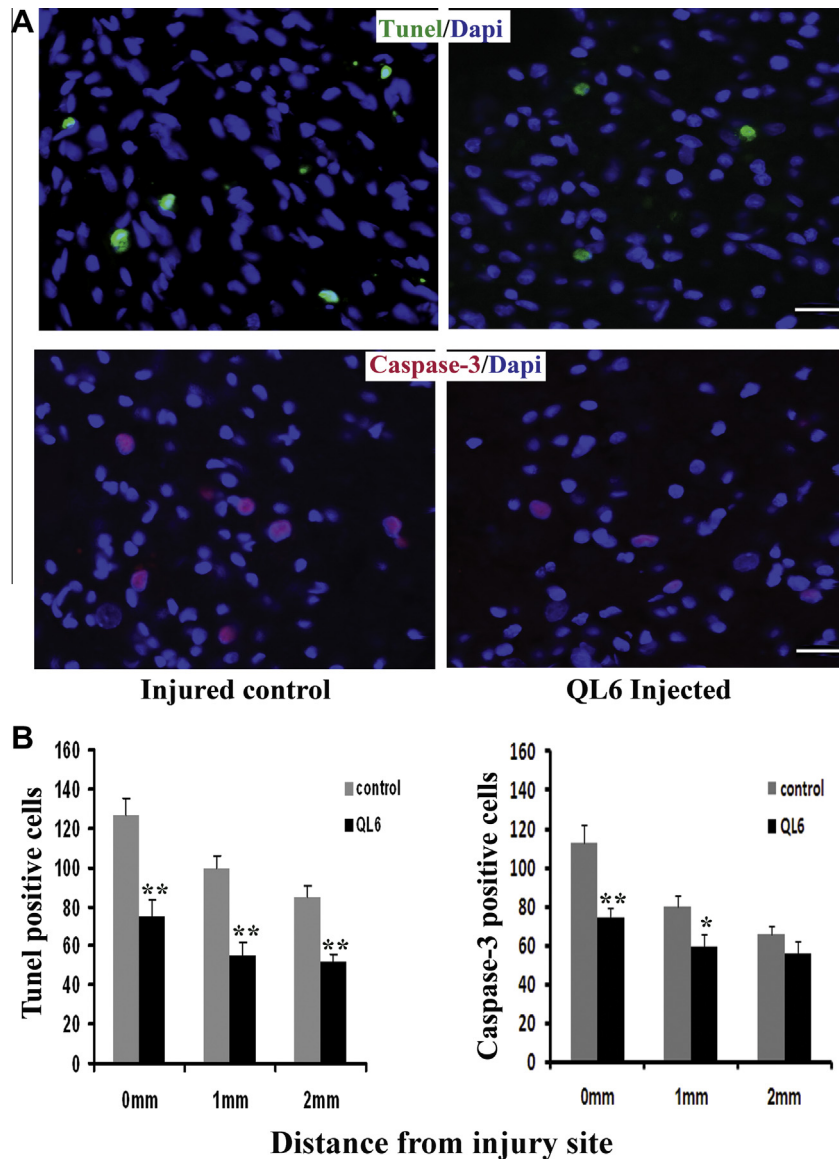 A
Tunel/Dapi
Caspase-3/Dapi
Injured control
QL6 Injected
B
Tunel positive cells
160
140
120
100
80
60
40
20
0
**
**
**
control
QL6
0mm
1mm
2mm
Caspase-3 positive cells
160
140
120
100
80
60
40
20
0
**
*
control
QL6
0mm
1mm
2mm
Distance from injury site